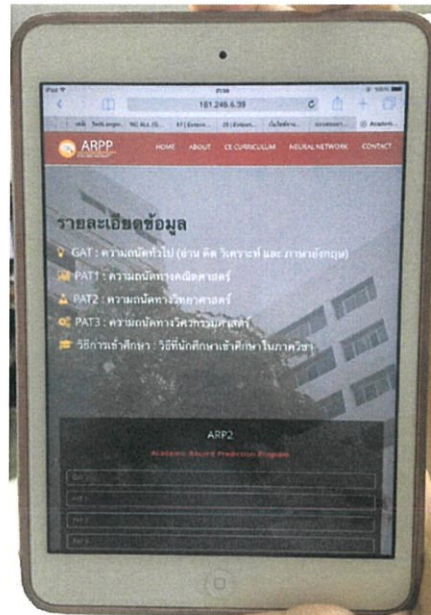 iPad
100%
161.246.6.39
ARPP
HOME ABOUT CE CURRICULUM NEURAL NETWORK CONTACT
รายละเอียดข้อมูล
GAT : ความถนัดทั่วไป (อ่าน คิด วิเคราะห์ และ ภาษาอังกฤษ)
PAT1 : ความถนัดทางคณิตศาสตร์
PAT2 : ความถนัดทางวิทยาศาสตร์
PAT3 : ความถนัดทางวิศวกรรมศาสตร์
วิธีการเข้าศึกษา : วิธีที่นักศึกษาเข้าศึกษาในภาควิชา
ARP2
Academic Record Prediction Program